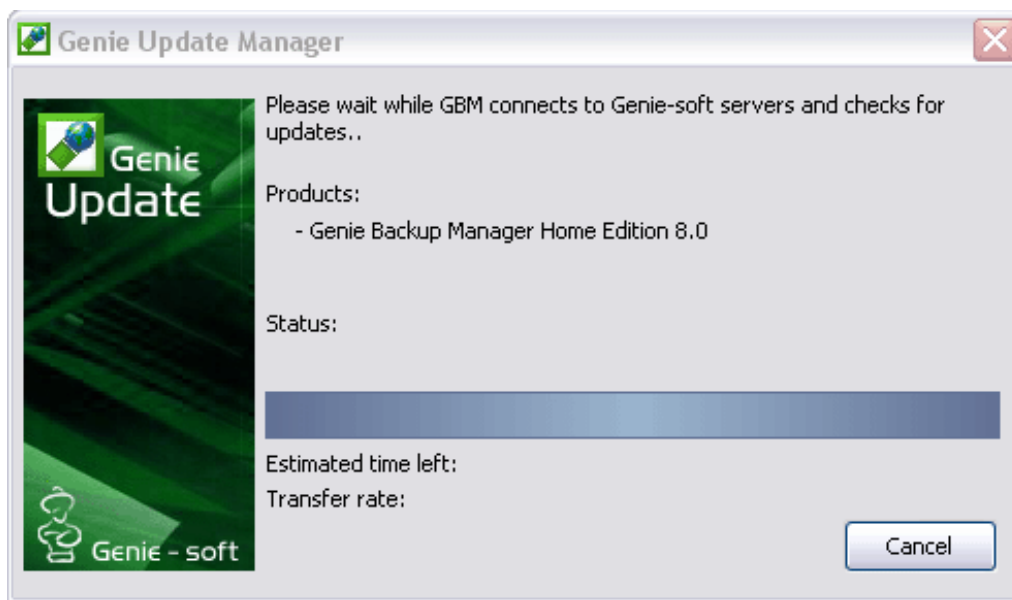 Genie Update Manager
Genie
Update
Please wait while GBM connects to Genie-soft servers and checks for
updates..
Products:
- Genie Backup Manager Home Edition 8.0
Status:
Estimated time left:
Transfer rate:
Genie - soft
Cancel